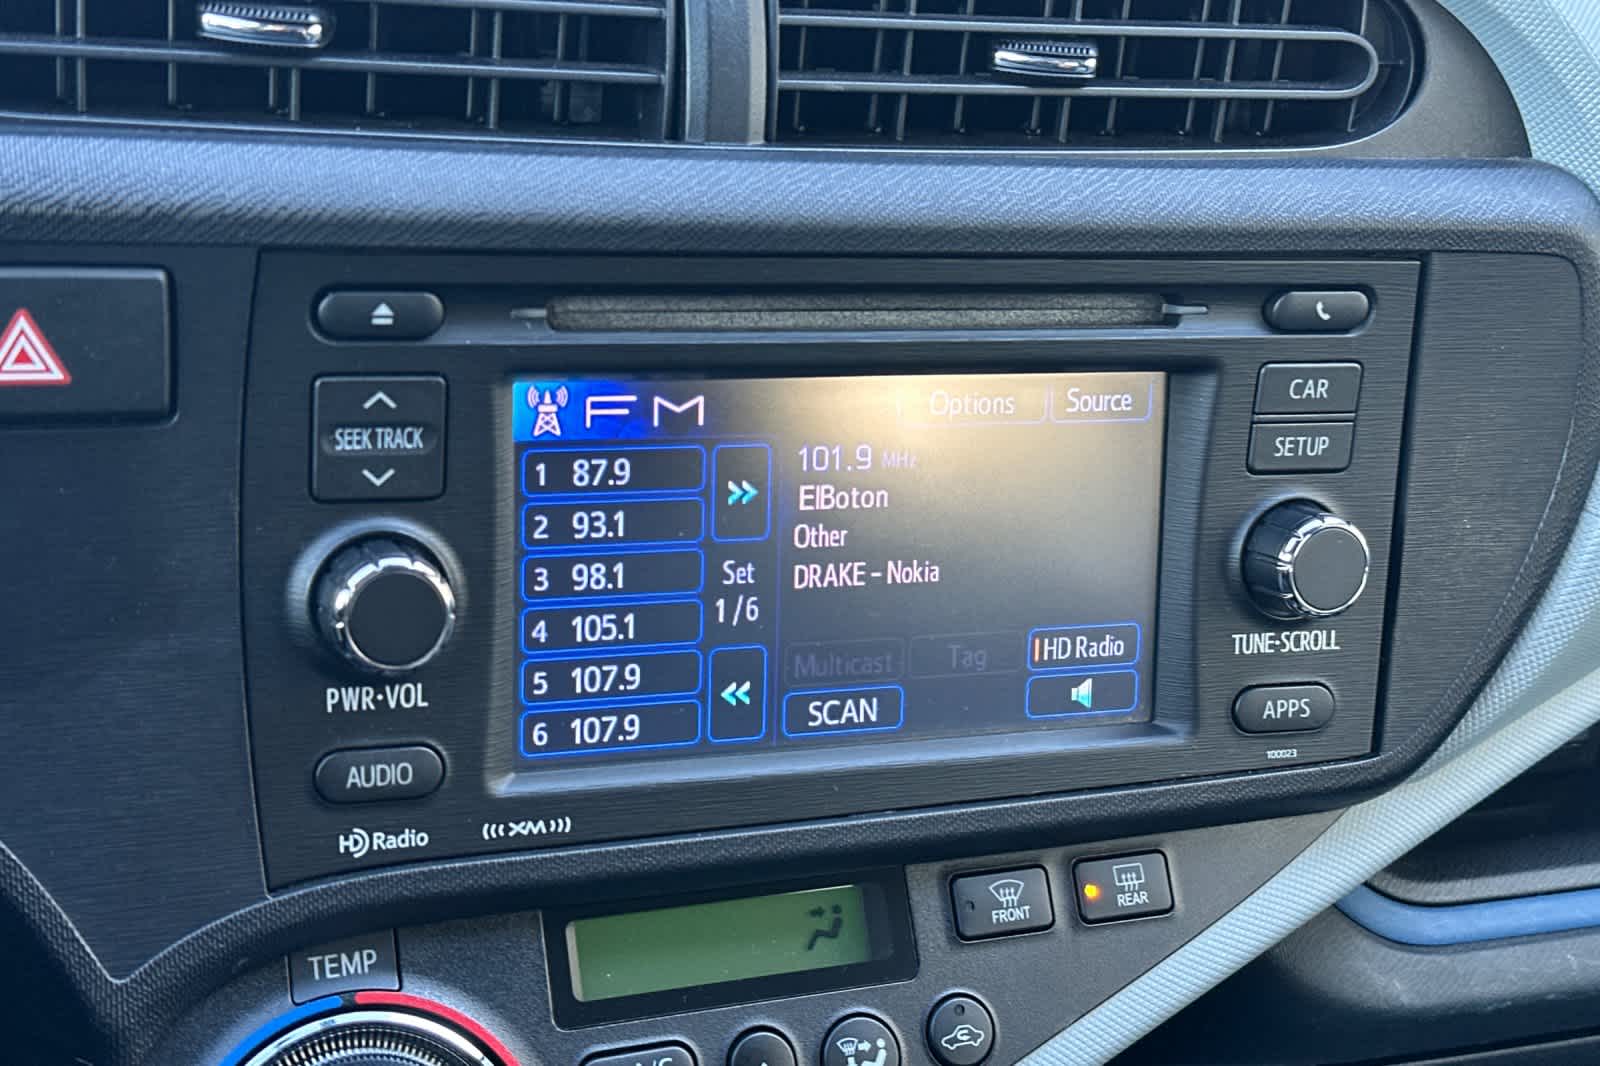 SEEK TRACK
PWR•VOL
AUDIO
HD Radio
((( XM )))
FM
Options
Source
1 87.9
2 93.1
3 98.1
4 105.1
5 107.9
6 107.9
Set
1/6
101.9 MHz
ElBoton
Other
DRAKE - Nokia
Multicast
Tag
HD Radio
SCAN
CAR
SETUP
TUNE•SCROLL
APPS
100023
FRONT
REAR
TEMP
A/C